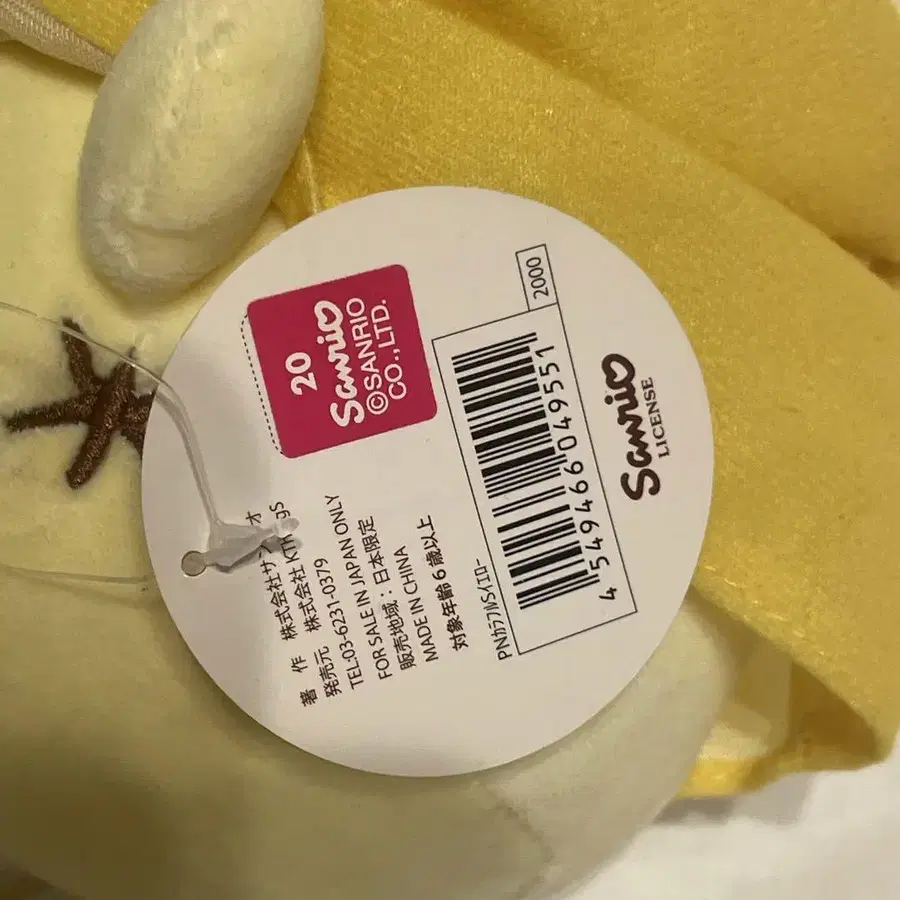 20
Sanrio
©SANRIO
CO.,LTD.
著 作 株式会社サンリオ
発売元 株式会社 KTkings
TEL:03-6231-0379
FOR SALE IN JAPAN ONLY
販売地域：日本限定
MADE IN CHINA
対象年齢6歳以上
PNカラフルS/イエロー
4549466049551
2000
Sanrio
LICENSE